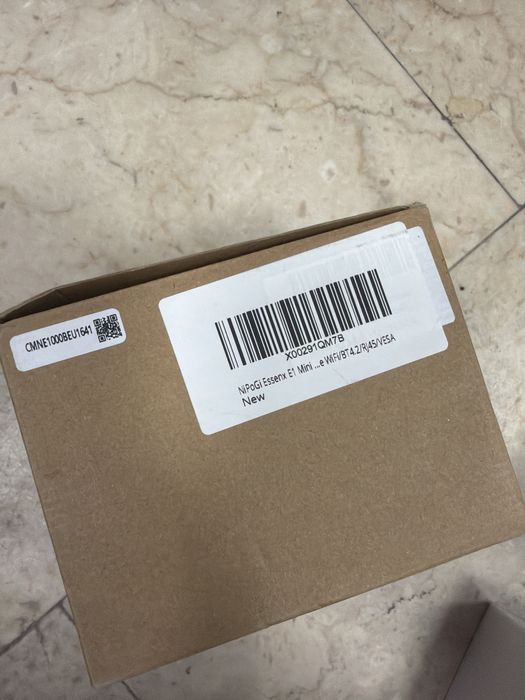 CMNE1000BEU1641
X00291QM7B
NiPoGi Essenx E1 Mini ...e WiFi/BT4.2/RJ45/VESA
New